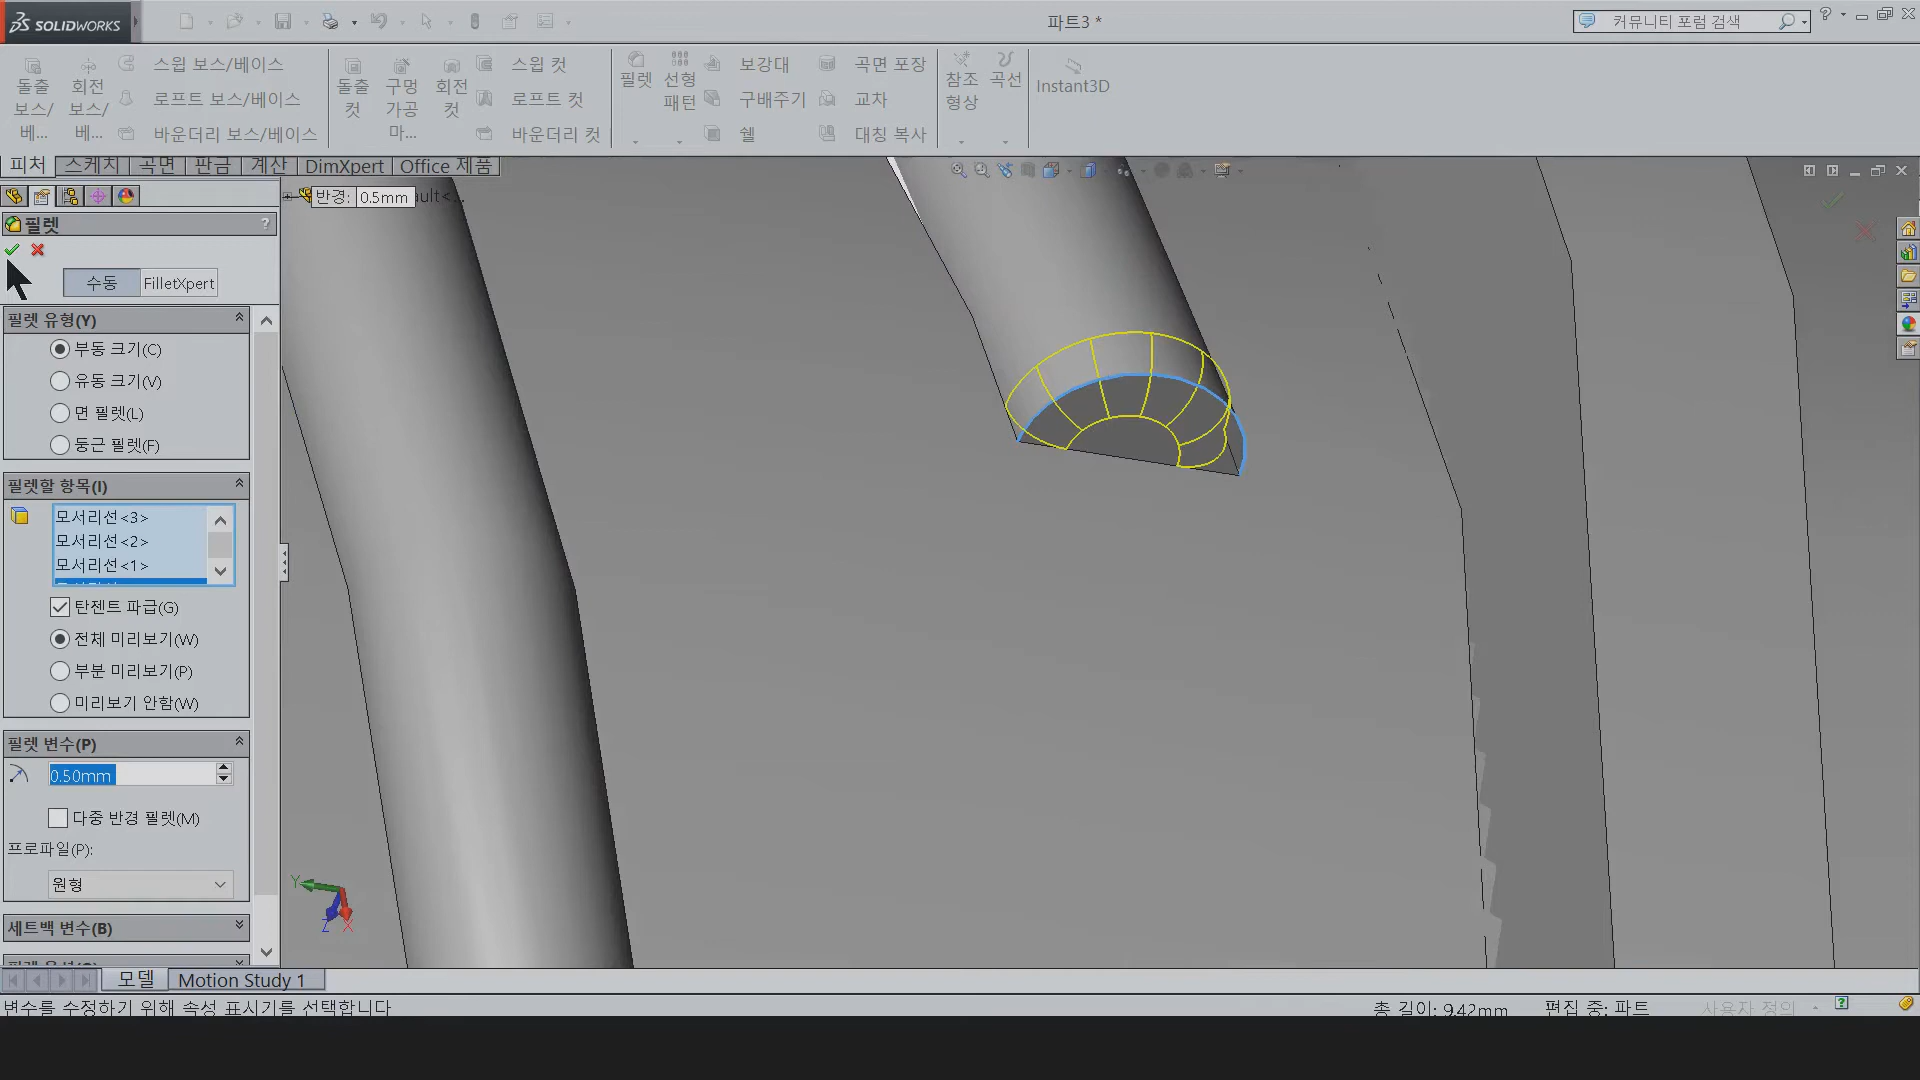 SOLIDWORKS
파트3 *
커뮤니티 포럼 검색
돌출 보스/베...
회전 보스/베...
스윕 보스/베이스
로프트 보스/베이스
바운더리 보스/베이스
돌출 컷
구멍 가공 마...
회전 컷
스윕 컷
로프트 컷
바운더리 컷
필렛
선형 패턴
보강대
구배주기
쉘
곡면 포장
교차
대칭 복사
참조 형상
곡선
Instant3D
피처 스케치 곡면 판금 계산 DimXpert Office 제품
반경: 0.5mm ault<...
필렛
?
수동 FilletXpert
필렛 유형(Y)
부동 크기(C)
유동 크기(V)
면 필렛(L)
둥근 필렛(F)
필렛할 항목(I)
모서리선<3>
모서리선<2>
모서리선<1>
탄젠트 파급(G)
전체 미리보기(W)
부분 미리보기(P)
미리보기 안함(W)
필렛 변수(P)
0.50mm
다중 반경 필렛(M)
프로파일(P):
원형
세트백 변수(B)
Y
Z
X
모델 Motion Study 1
변수를 수정하기 위해 속성 표시기를 선택합니다
총 길이: 9.42mm 편집 중: 파트 사용자 정의